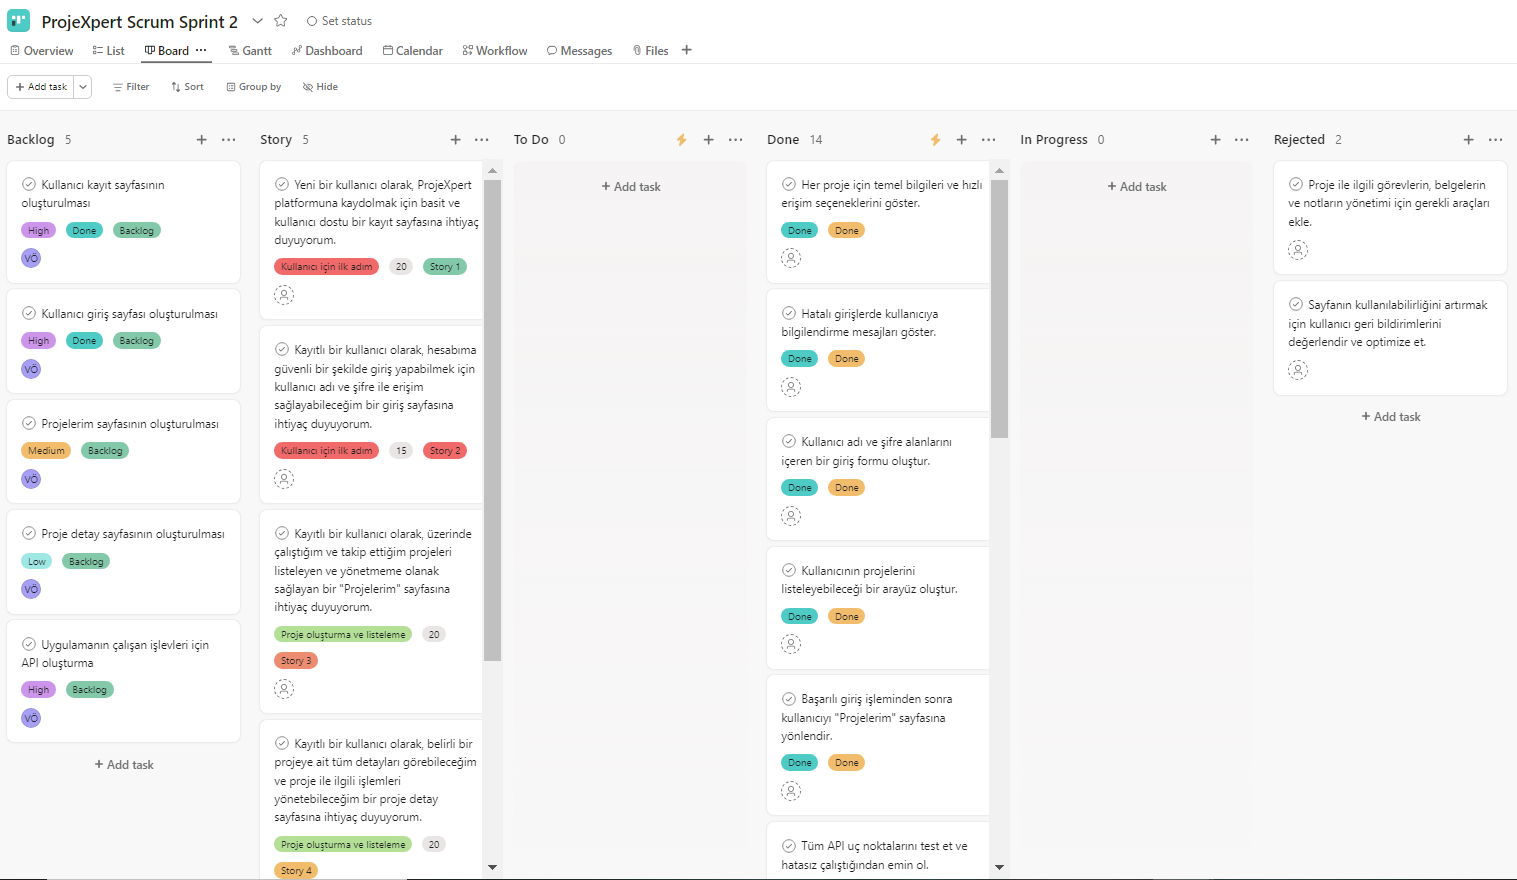 ProjeXpert Scrum Sprint 2
Set status
Overview
List
Board
Gantt
Dashboard
Calendar
Workflow
Messages
Files
Add task
Filter
Sort
Group by
Hide
Backlog 5
Kullanıcı kayıt sayfasının
oluşturulması
High Done Backlog
VÖ
Kullanıcı giriş sayfası oluşturulması
High Done Backlog
VÖ
Projelerim sayfasının oluşturulması
Medium Backlog
VÖ
Proje detay sayfasının oluşturulması
Low Backlog
VÖ
Uygulamanın çalışan işlevleri için
API oluşturma
High Backlog
VÖ
+ Add task
Story 5
Yeni bir kullanıcı olarak, ProjeXpert
platformuna kaydolmak için basit ve
kullanıcı dostu bir kayıt sayfasına ihtiyaç
duyuyorum.
Kullanıcı için ilk adım 20 Story 1
Kayıtlı bir kullanıcı olarak, hesabıma
güvenli bir şekilde giriş yapabilmek için
kullanıcı adı ve şifre ile erişim
sağlayabileceğim bir giriş sayfasına
ihtiyaç duyuyorum.
Kullanıcı için ilk adım 15 Story 2
Kayıtlı bir kullanıcı olarak, üzerinde
çalıştığım ve takip ettiğim projeleri
listeleyen ve yönetmeme olanak
sağlayan bir "Projelerim" sayfasına
ihtiyaç duyuyorum.
Proje oluşturma ve listeleme 20
Story 3
Kayıtlı bir kullanıcı olarak, belirli bir
projeye ait tüm detayları görebileceğim
ve proje ile ilgili işlemleri
yönetebileceğim bir proje detay
sayfasına ihtiyaç duyuyorum.
Proje oluşturma ve listeleme 20
Story 4
To Do 0
+ Add task
Done 14
Her proje için temel bilgileri ve hızlı
erişim seçeneklerini göster.
Done Done
Hatalı girişlerde kullanıcıya
bilgilendirme mesajları göster.
Done Done
Kullanıcı adı ve şifre alanlarını
içeren bir giriş formu oluştur.
Done Done
Kullanıcının projelerini
listeleyebileceği bir arayüz oluştur.
Done Done
Başarılı giriş işleminden sonra
kullanıcıyı "Projelerim" sayfasına
yönlendir.
Done Done
Tüm API uç noktalarını test et ve
hatasız çalıştığından emin ol.
In Progress 0
+ Add task
Rejected 2
Proje ile ilgili görevlerin, belgelerin
ve notların yönetimi için gerekli araçları
ekle.
Sayfanın kullanılabilirliğini artırmak
için kullanıcı geri bildirimlerini
değerlendir ve optimize et.
+ Add task